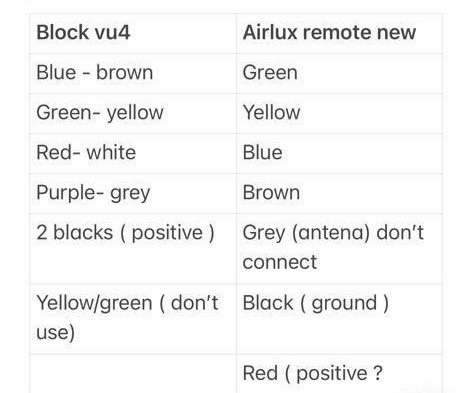 Block vu4 Airlux remote new
Blue - brown Green
Green- yellow Yellow
Red- white Blue
Purple- grey Brown
2 blacks ( positive ) Grey (antena) don't
connect
Yellow/green ( don't Black ( ground )
use)
Red ( positive ?